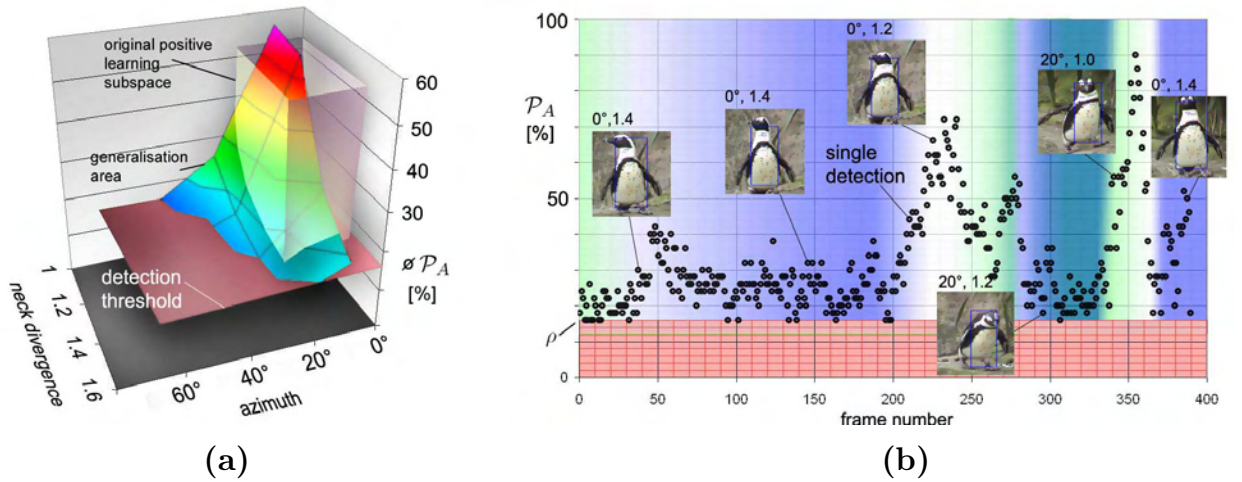 original positive
learning
subspace
generalisation
area
detection
threshold
60
50
40
30
ø P_A
[%]
1
1.2
1.4
1.6
neck divergence
60°
40°
20°
0°
azimuth
(a)
100
P_A
[%]
50
ρ
0
0°,1.4
0°, 1.4
0°, 1.2
single
detection
20°, 1.2
20°, 1.0
0°, 1.4
0 50 100 150 200 250 300 350 400
frame number
(b)